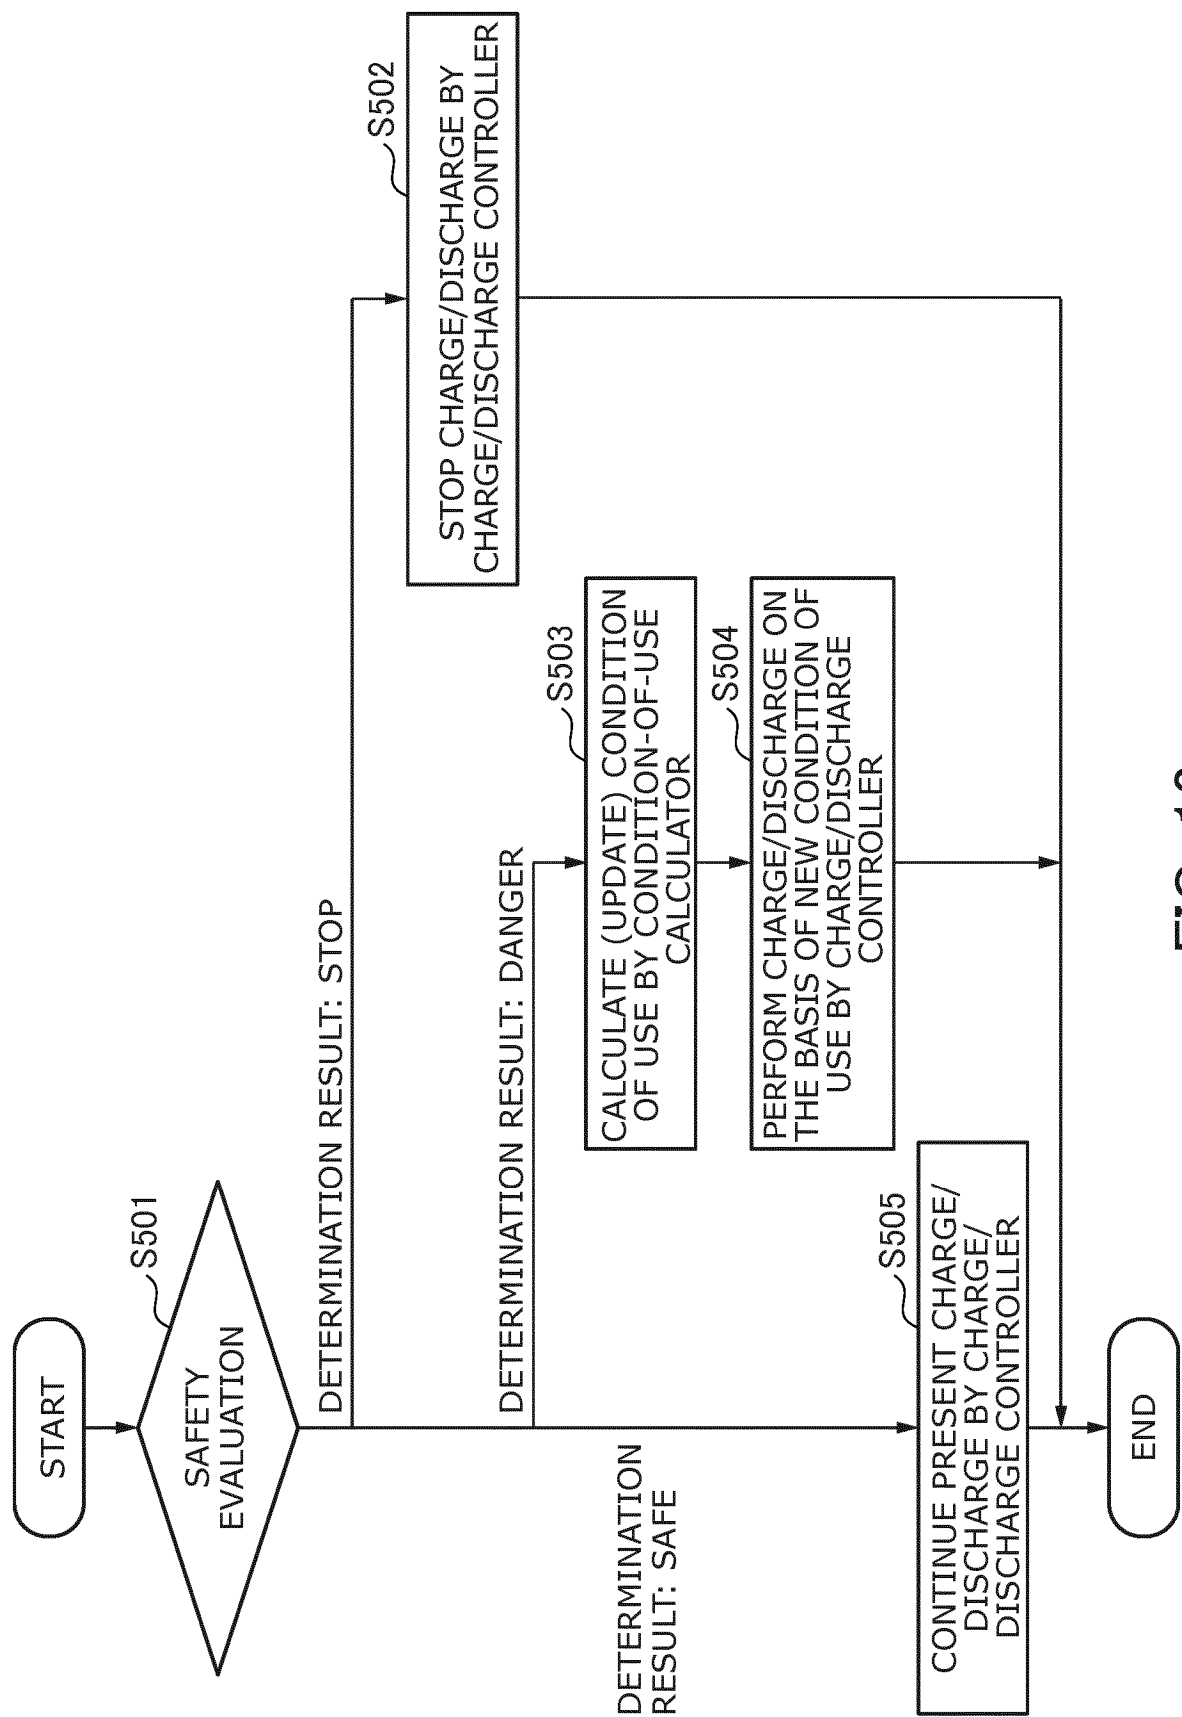 START
S501
SAFETY
EVALUATION
DETERMINATION RESULT: STOP
S502
STOP CHARGE/DISCHARGE BY
CHARGE/DISCHARGE CONTROLLER
DETERMINATION RESULT: DANGER
S503
CALCULATE (UPDATE) CONDITION
OF USE BY CONDITION-OF-USE
CALCULATOR
S504
PERFORM CHARGE/DISCHARGE ON
THE BASIS OF NEW CONDITION OF
USE BY CHARGE/DISCHARGE
CONTROLLER
DETERMINATION
RESULT: SAFE
S505
CONTINUE PRESENT CHARGE/
DISCHARGE BY CHARGE/
DISCHARGE CONTROLLER
END